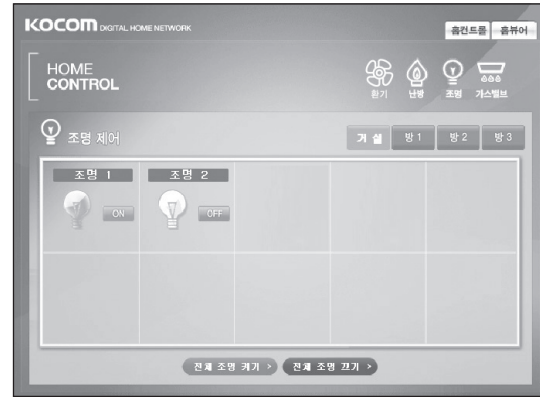 KOCOM DIGITAL HOME NETWORK
홈컨트롤 홈뷰어
HOME
CONTROL
환기 난방 조명 가스밸브
조명 제어
거 실 방 1 방 2 방 3
조명 1 조명 2
ON OFF
전체 조명 켜기 > 전체 조명 끄기 >